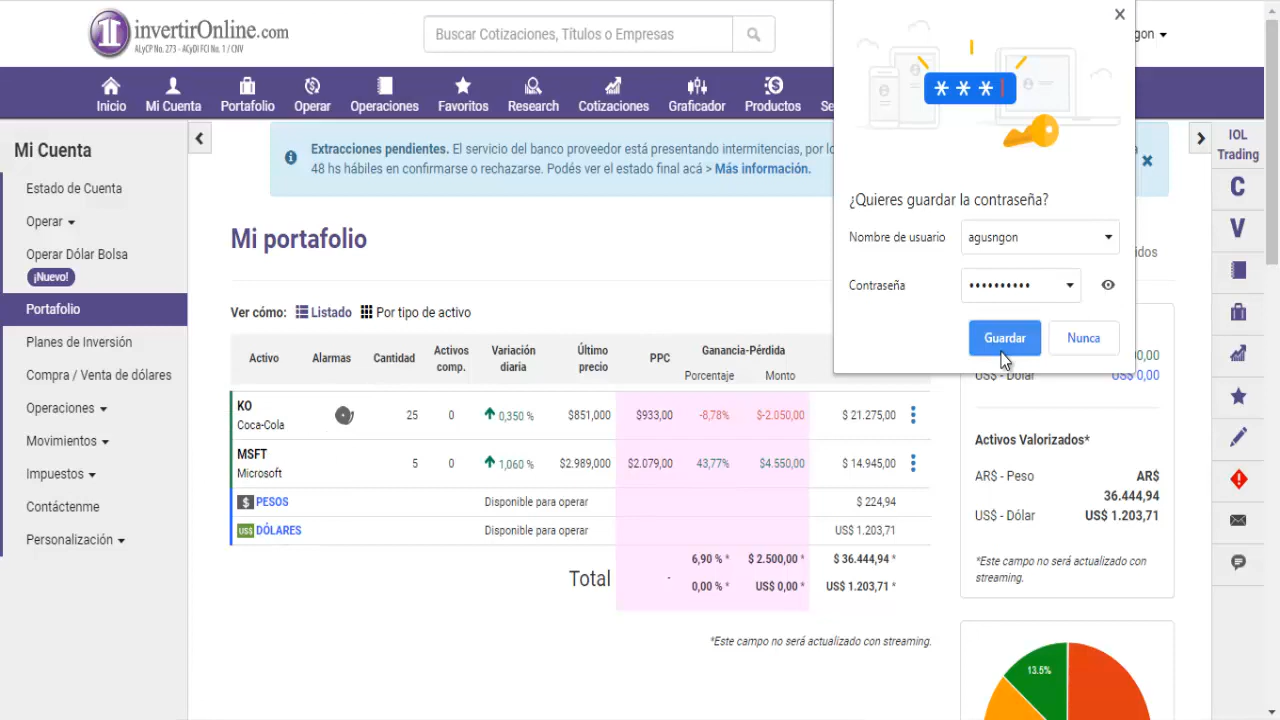 invertirOnline.com
ALyCP No. 273 - ACyDI FCI No. 1 / CNV
Buscar Cotizaciones, Títulos o Empresas
gon
Inicio Mi Cuenta Portafolio Operar Operaciones Favoritos Research Cotizaciones Graficador Productos Se
Mi Cuenta
Estado de Cuenta
Operar
Operar Dólar Bolsa
¡Nuevo!
Portafolio
Planes de Inversión
Compra / Venta de dólares
Operaciones
Movimientos
Impuestos
Contáctenme
Personalización
Extracciones pendientes. El servicio del banco proveedor está presentando intermitencias, por lo
48 hs hábiles en confirmarse o rechazarse. Podés ver el estado final acá > Más información.
Mi portafolio
idos
Ver cómo: Listado Por tipo de activo
Activo Alarmas Cantidad Activos comp. Variación diaria Último precio PPC Ganancia-Pérdida
Porcentaje Monto
KO
Coca-Cola 25 0 0,350 % $851,000 $933,00 -8,78% $-2.050,00 $ 21.275,00
MSFT
Microsoft 5 0 1,060 % $2.989,000 $2.079,00 43,77% $4.550,00 $ 14.945,00
$ PESOS Disponible para operar $ 224,94
US$ DÓLARES Disponible para operar US$ 1.203,71
Total - 6,90 % * $ 2.500,00 * $ 36.444,94 *
0,00 % * US$ 0,00 * US$ 1.203,71 *
*Este campo no será actualizado con streaming.
* * *
¿Quieres guardar la contraseña?
Nombre de usuario agusngon
Contraseña ••••••••••
Guardar Nunca
00,00
US$ - Dólar US$ 0,00
Activos Valorizados*
AR$ - Peso AR$
36.444,94
US$ - Dólar US$ 1.203,71
*Este campo no será actualizado con
streaming.
13.5%
IOL
Trading
C
V